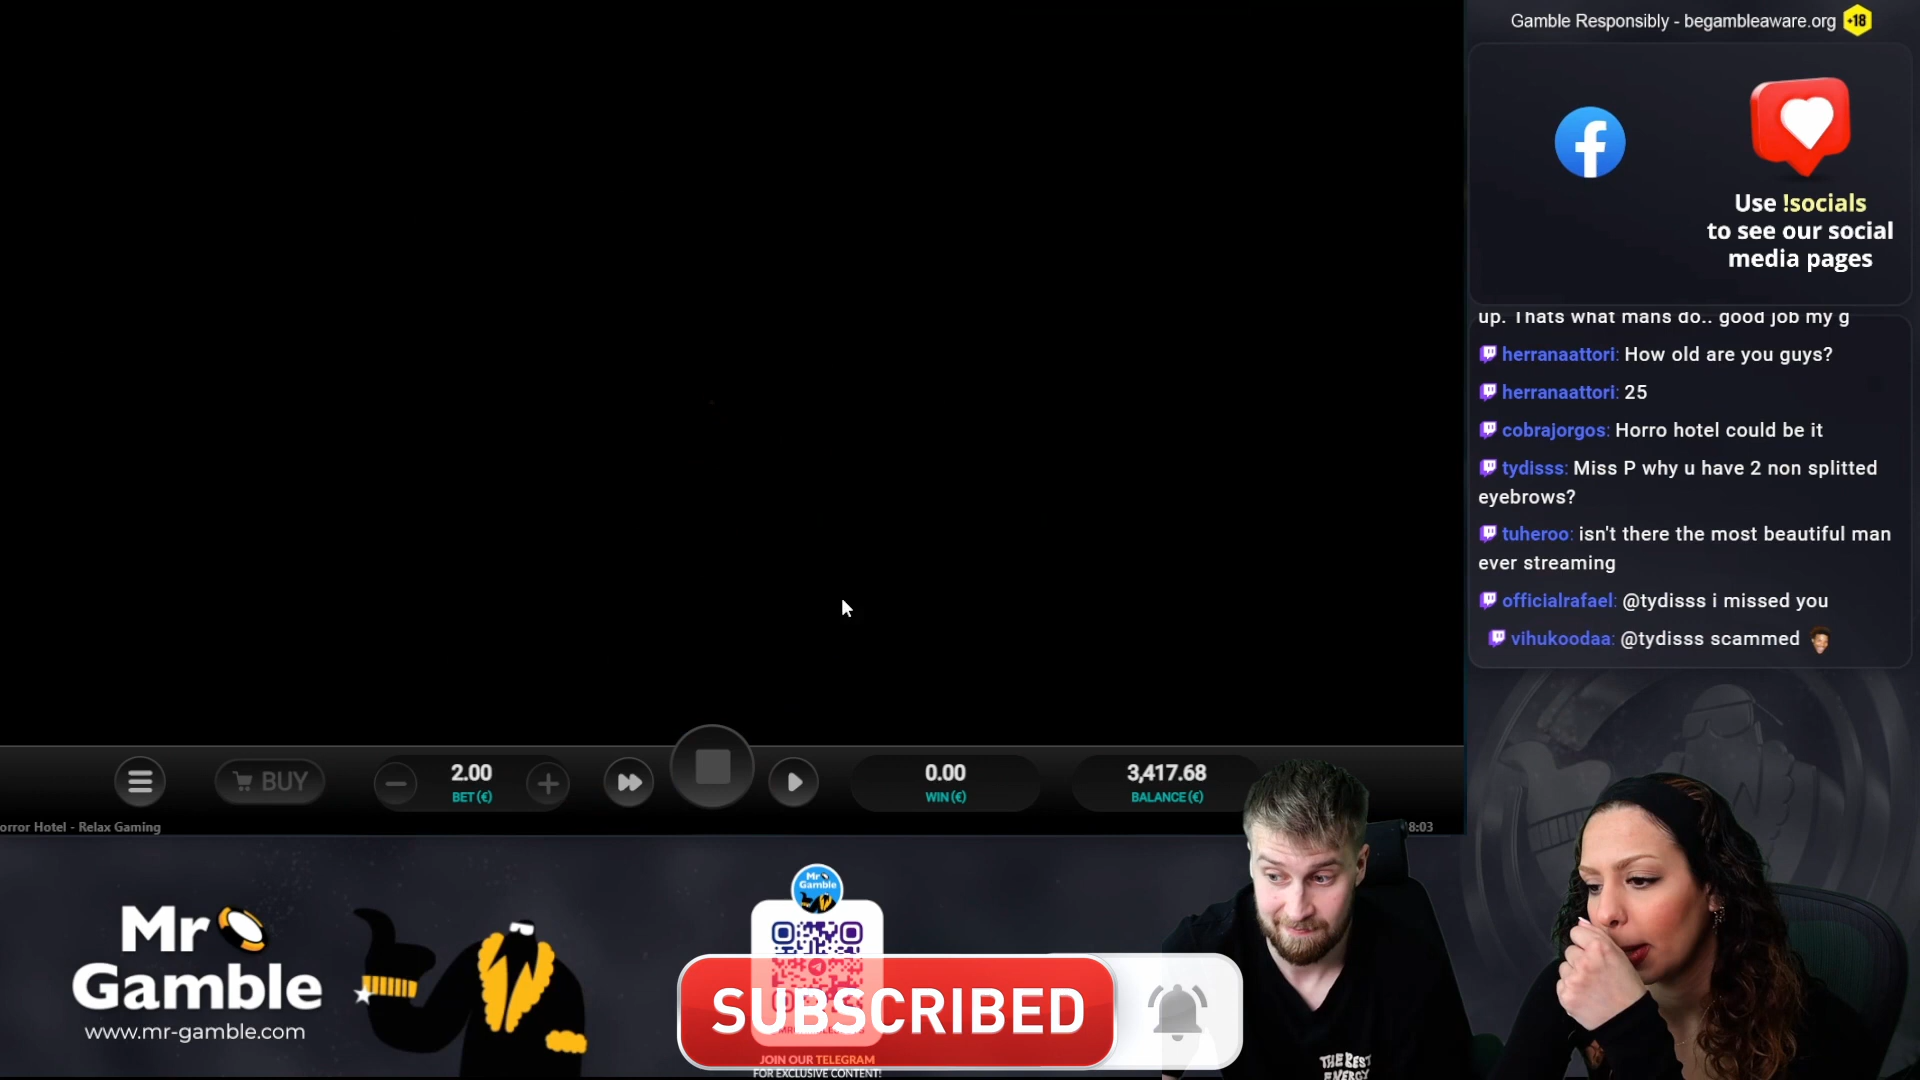 Gamble Responsibly - begambleaware.org +18
Use !socials
to see our social
media pages
up. Thats what mans do.. good job my g
herranaattori: How old are you guys?
herranaattori: 25
cobrajorgos: Horro hotel could be it
tydisss: Miss P why u have 2 non splitted
eyebrows?
tuheroo: isn't there the most beautiful man
ever streaming
officialrafael: @tydisss i missed you
vihukoodaa: @tydisss scammed
BUY
2.00
BET (€)
0.00
WIN (€)
3,417.68
BALANCE (€)
orror Hotel - Relax Gaming
8:03
Mr
Gamble
www.mr-gamble.com
Mr
Gamble
SUBSCRIBED
JOIN OUR TELEGRAM
FOR EXCLUSIVE CONTENT!
THE BEST
ENERGY